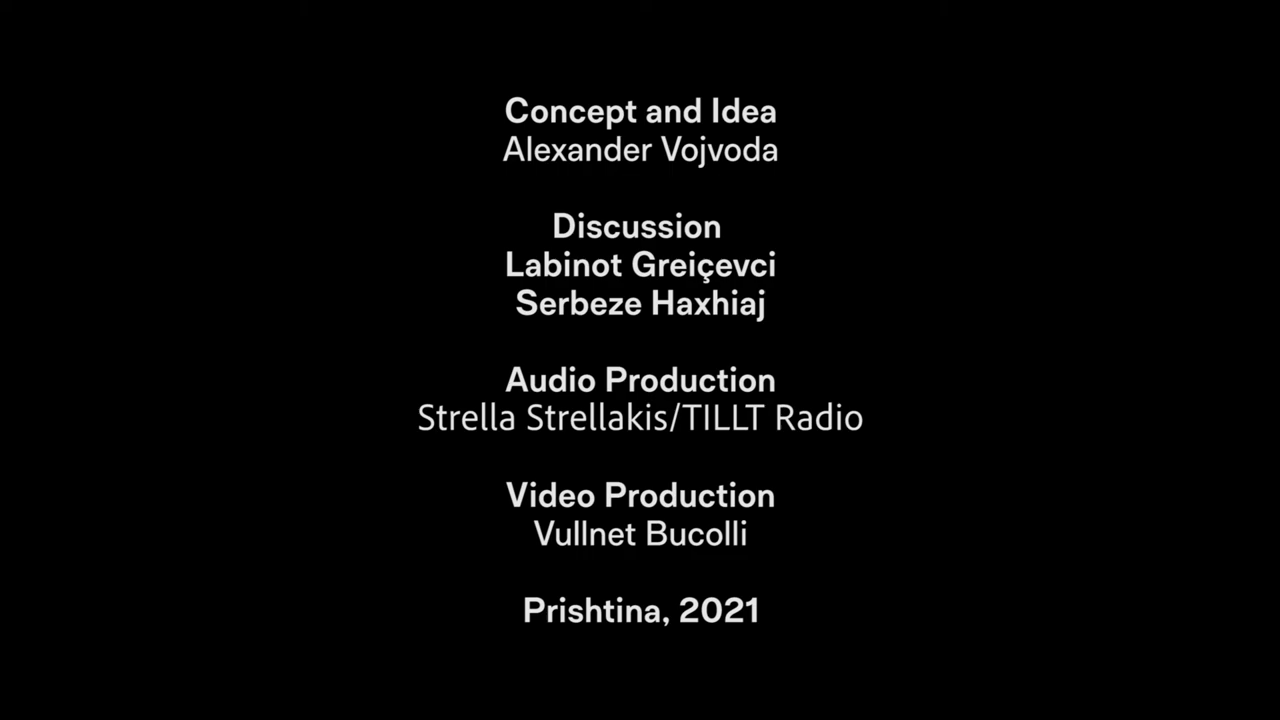 Concept and Idea
Alexander Vojvoda
Discussion
Labinot Greiçevci
Serbeze Haxhiaj
Audio Production
Strella Strellakis/TILLT Radio
Video Production
Vullnet Bucolli
Prishtina, 2021